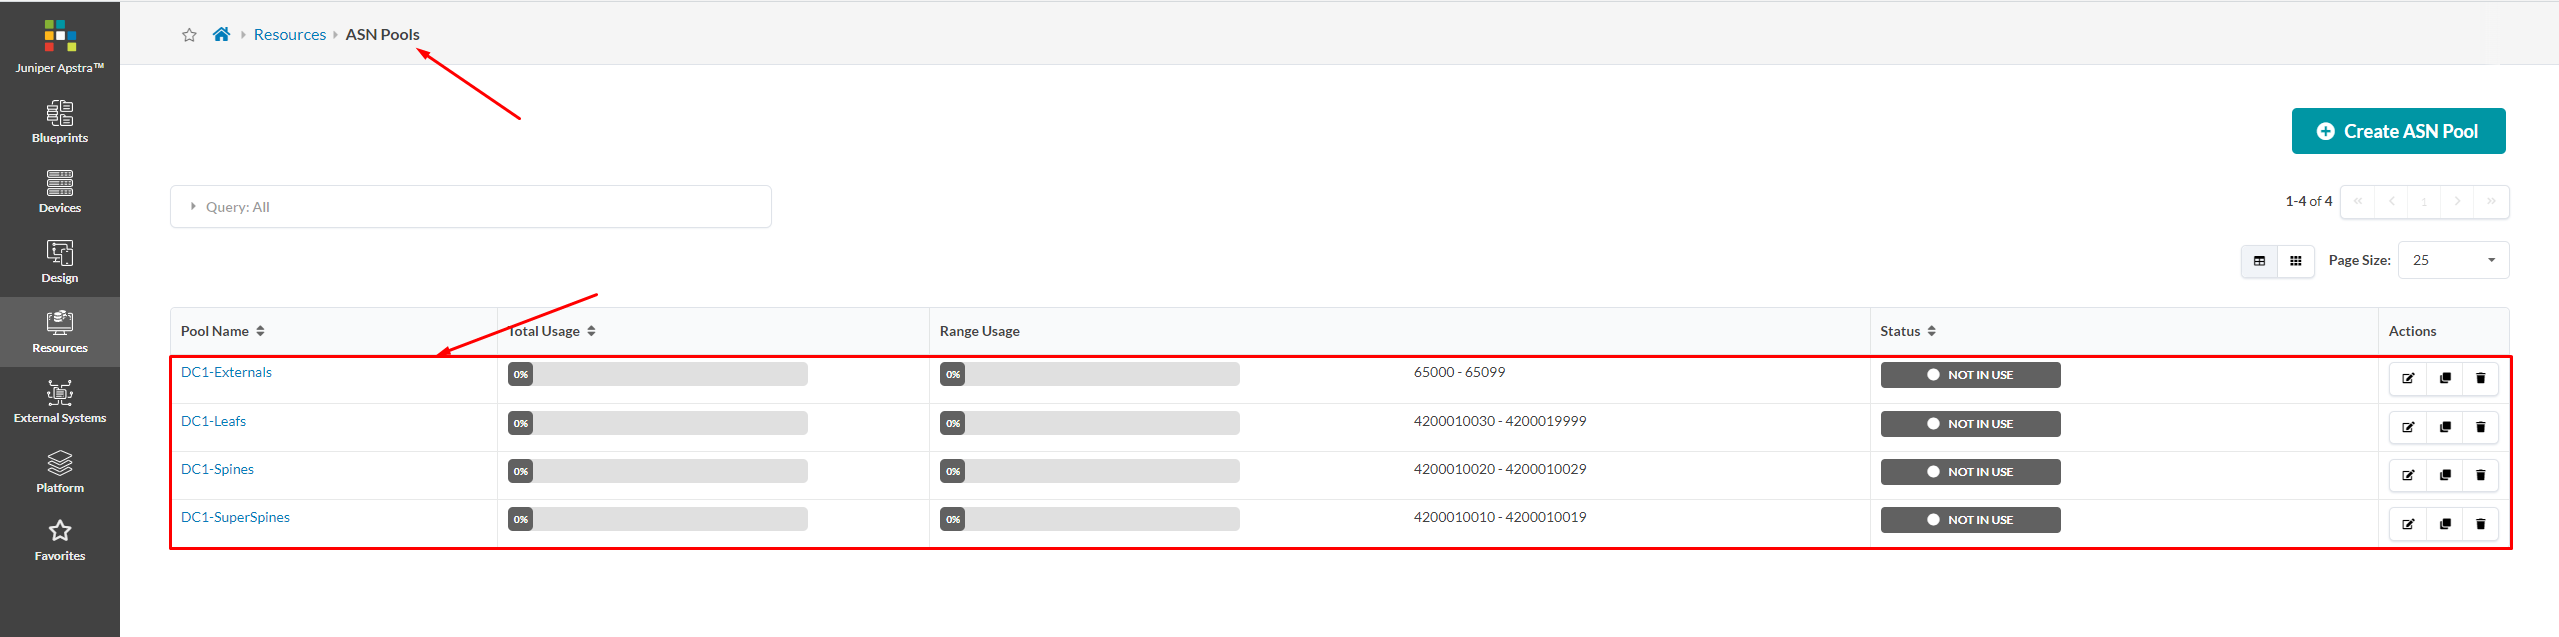 Juniper Apstra™
Blueprints
Devices
Design
Resources
External Systems
Platform
Favorites
Resources ASN Pools
Create ASN Pool
Query: All
1-4 of 4 « ‹ 1 › »
Page Size: 25
Pool Name Total Usage Range Usage Status Actions
DC1-Externals 0% 0% 65000 - 65099 NOT IN USE
DC1-Leafs 0% 0% 4200010030 - 4200019999 NOT IN USE
DC1-Spines 0% 0% 4200010020 - 4200010029 NOT IN USE
DC1-SuperSpines 0% 0% 4200010010 - 4200010019 NOT IN USE